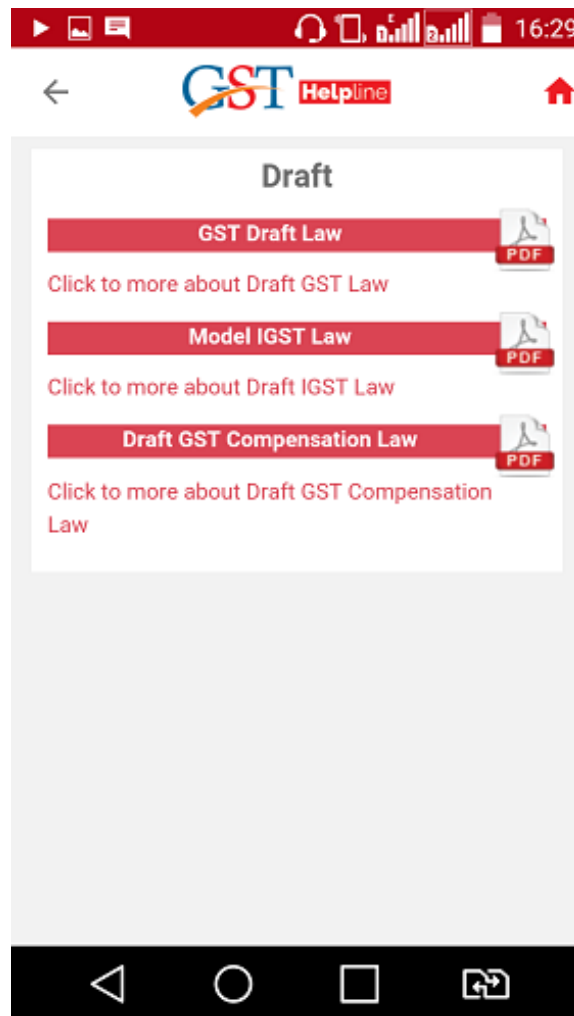 16:29
GST Helpline
Draft
GST Draft Law
PDF
Click to more about Draft GST Law
Model IGST Law
PDF
Click to more about Draft IGST Law
Draft GST Compensation Law
PDF
Click to more about Draft GST Compensation
Law